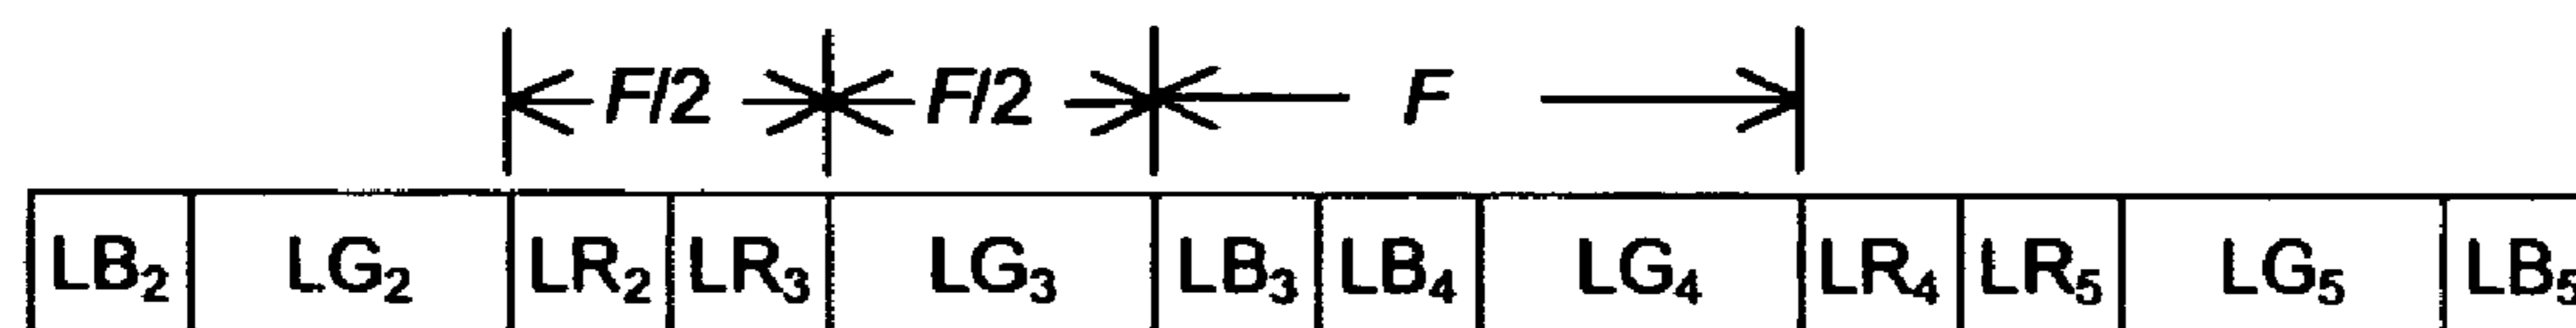 F/2 F/2 F
LB₂ LG₂ LR₂ LR₃ LG₃ LB₃ LB₄ LG₄ LR₄ LR₅ LG₅ LB₅